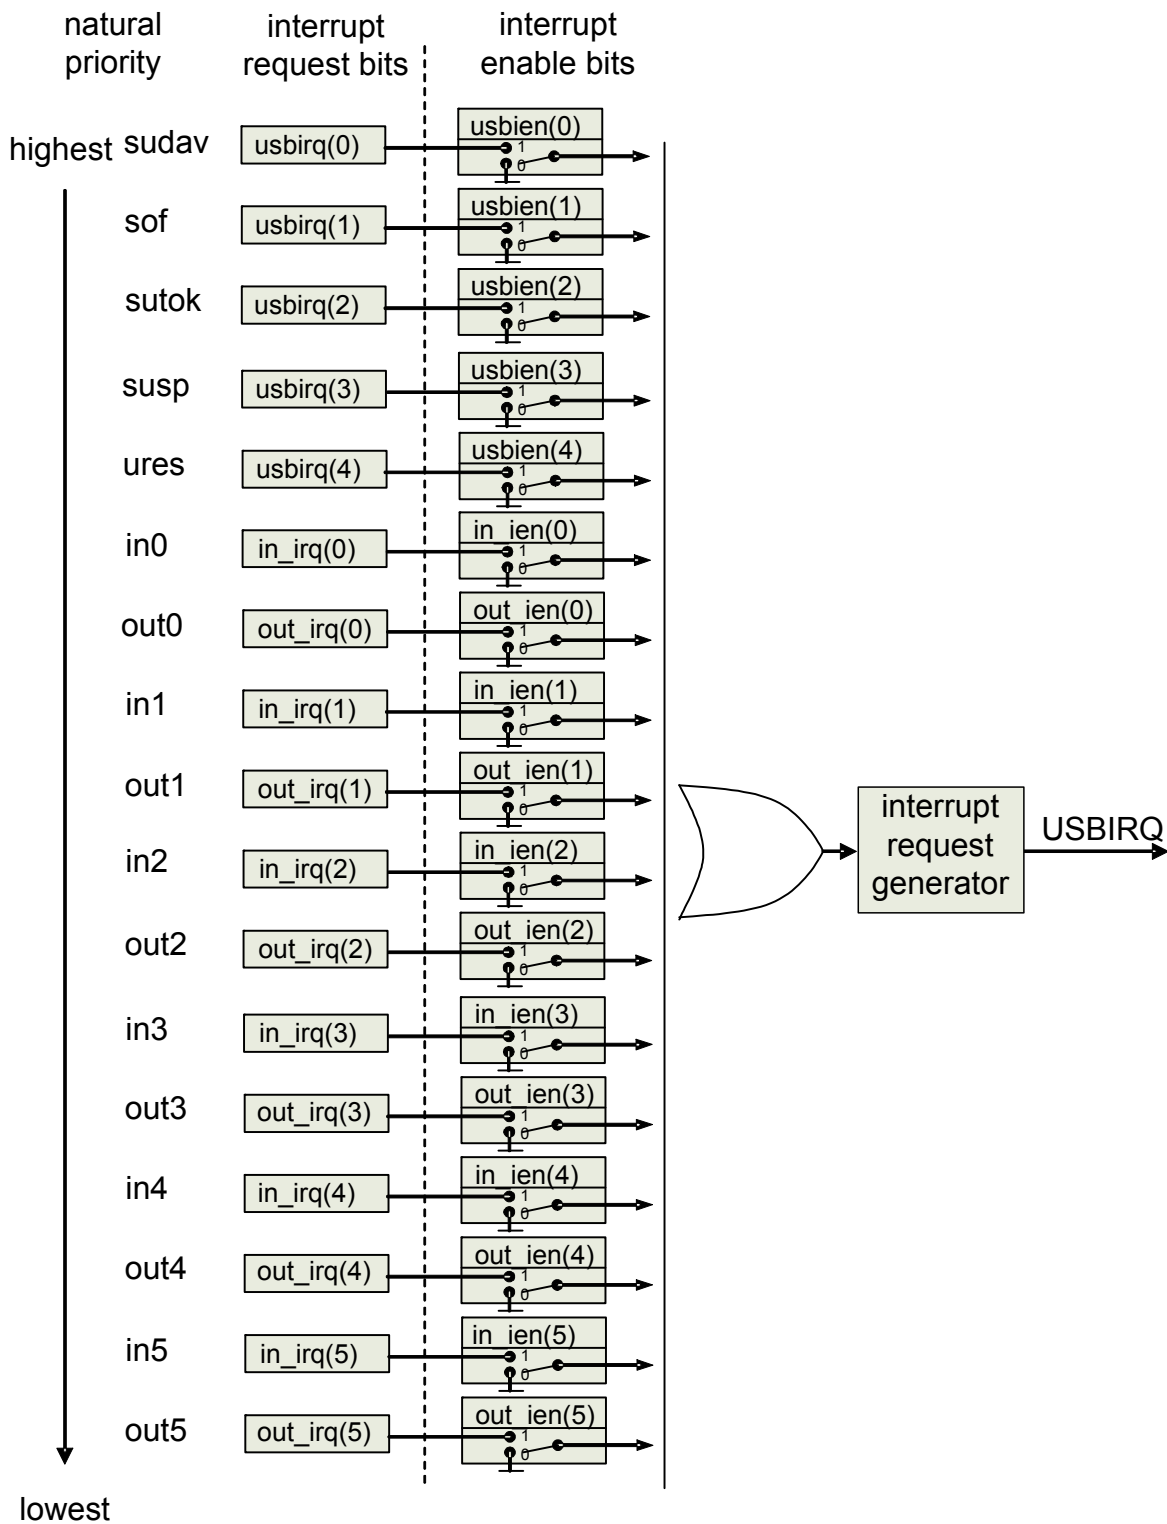 natural
priority
interrupt
request bits
interrupt
enable bits
highest
sudav
usbirq(0)
usbien(0)
1
0
sof
usbirq(1)
usbien(1)
1
0
sutok
usbirq(2)
usbien(2)
1
0
susp
usbirq(3)
usbien(3)
1
0
ures
usbirq(4)
usbien(4)
1
0
in0
in_irq(0)
in_ien(0)
1
0
out0
out_irq(0)
out_ien(0)
1
0
in1
in_irq(1)
in_ien(1)
1
0
out1
out_irq(1)
out_ien(1)
1
0
interrupt
request
generator
USBIRQ
in2
in_irq(2)
in_ien(2)
1
0
out2
out_irq(2)
out_ien(2)
1
0
in3
in_irq(3)
in_ien(3)
1
0
out3
out_irq(3)
out_ien(3)
1
0
in4
in_irq(4)
in_ien(4)
1
0
out4
out_irq(4)
out_ien(4)
1
0
in5
in_irq(5)
in_ien(5)
1
0
out5
out_irq(5)
out_ien(5)
1
0
lowest